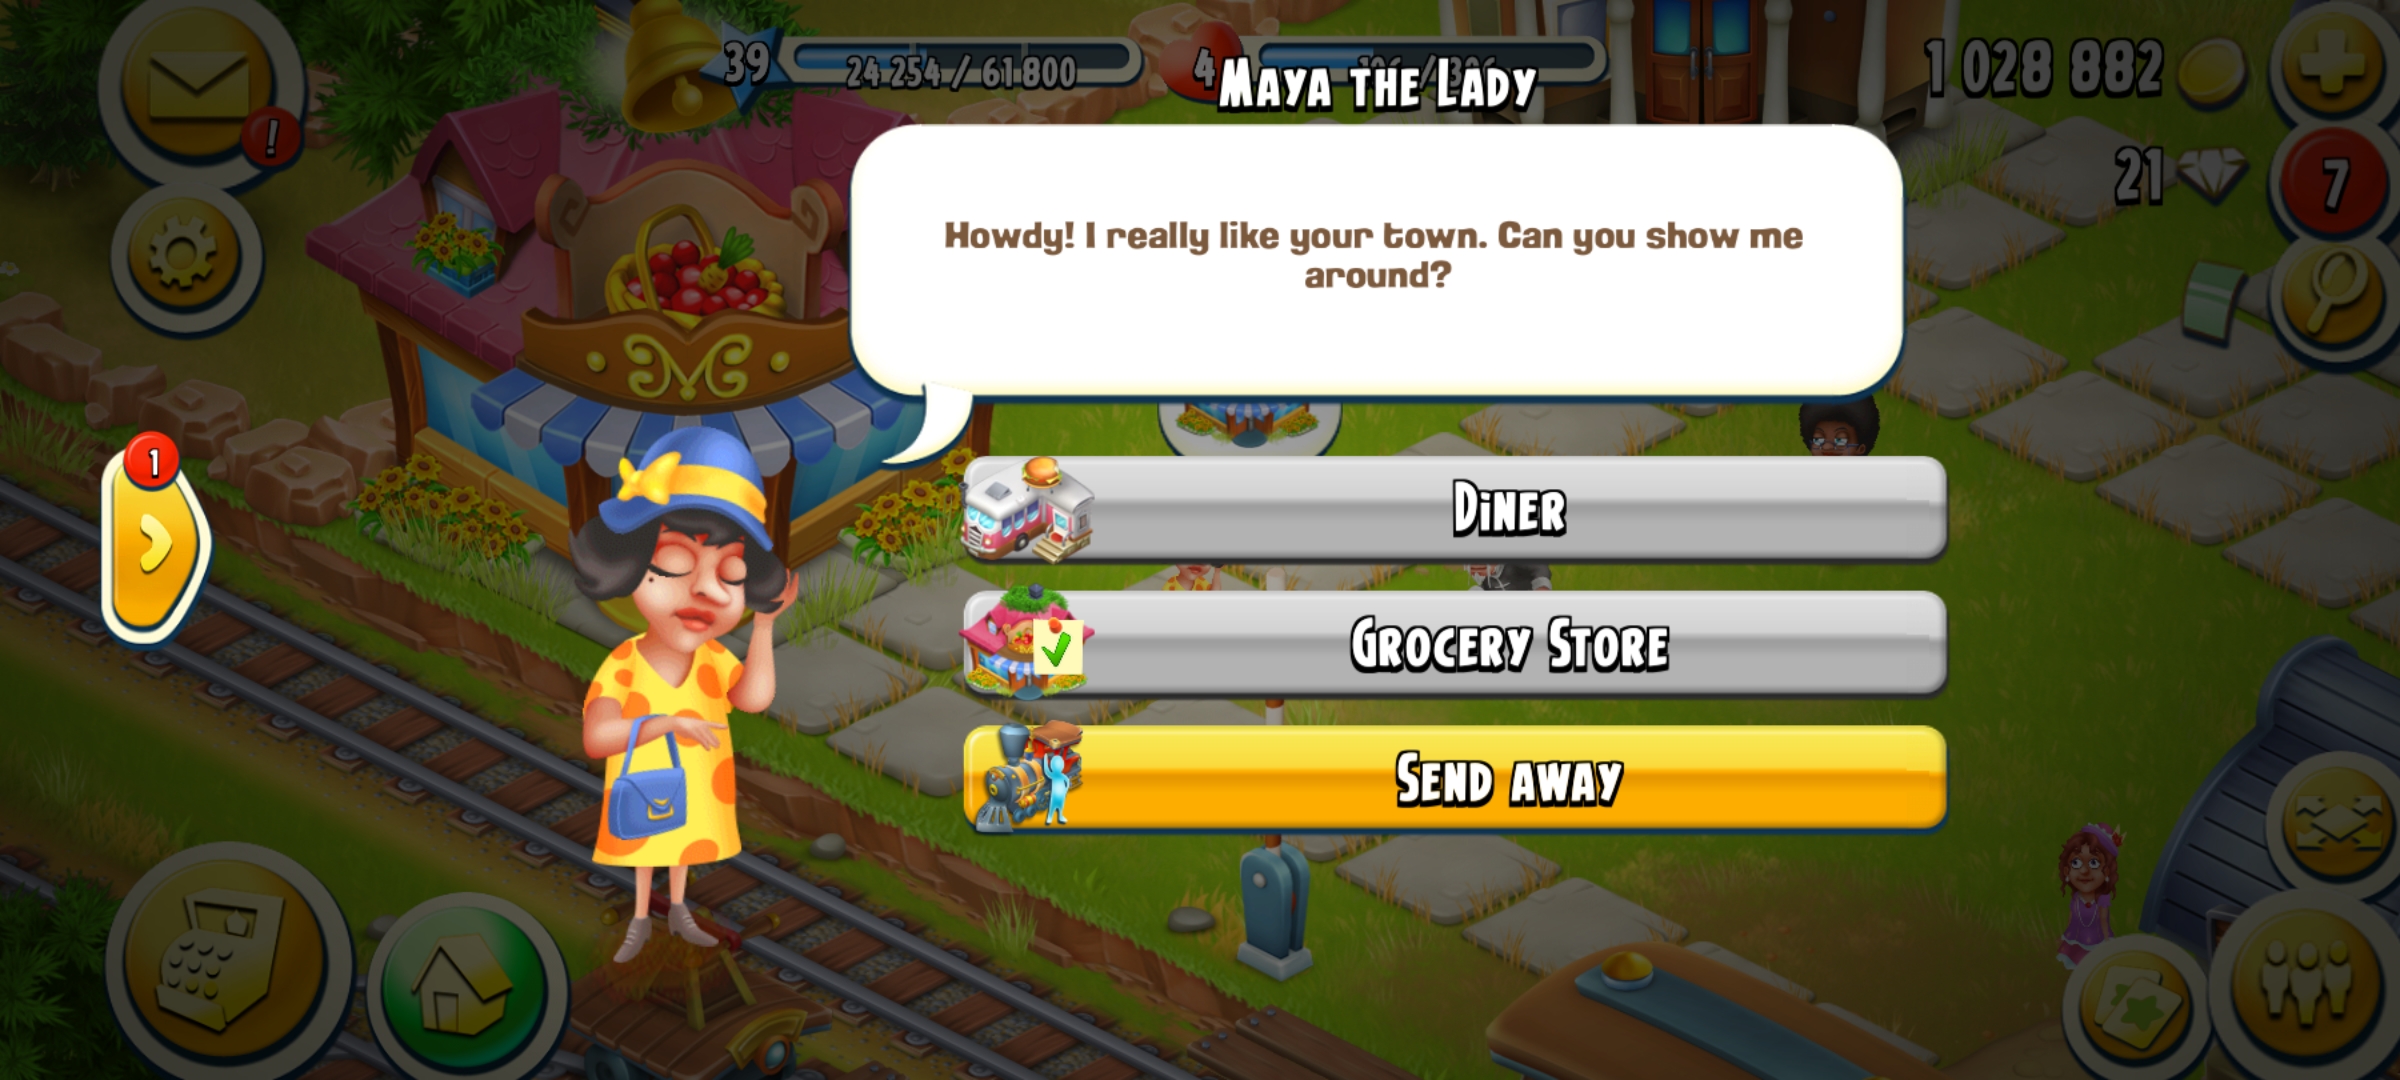 39
24 254 / 61 800
4
1 028 882
MAYA THE LADY
!
21
7
Howdy! I really like your town. Can you show me
around?
1
DINER
GROCERY STORE
SEND AWAY